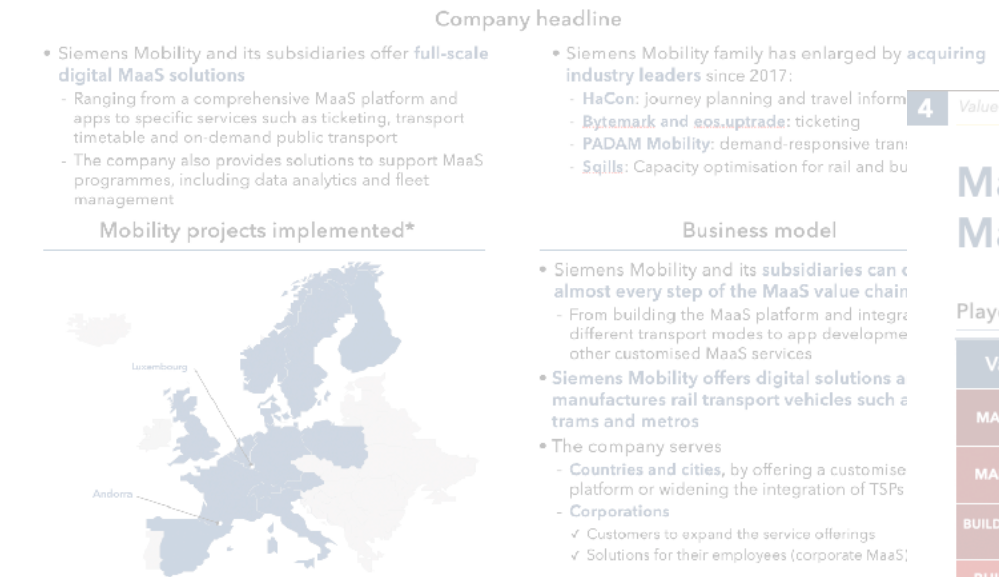 Company headline
• Siemens Mobility and its subsidiaries offer full-scale
digital MaaS solutions
- Ranging from a comprehensive MaaS platform and
apps to specific services such as ticketing, transport
timetable and on-demand public transport
- The company also provides solutions to support MaaS
programmes, including data analytics and fleet
management
• Siemens Mobility family has enlarged by acquiring
industry leaders since 2017:
- HaCon: journey planning and travel inform
- Bytemark and eos.uptrade: ticketing
- PADAM Mobility: demand-responsive tran
- Sqills: Capacity optimisation for rail and bu
Mobility projects implemented*
Luxembourg
Andorra
Business model
• Siemens Mobility and its subsidiaries can
almost every step of the MaaS value chain
- From building the MaaS platform and integra
different transport modes to app developme
other customised MaaS services
• Siemens Mobility offers digital solutions a
manufactures rail transport vehicles such a
trams and metros
• The company serves
- Countries and cities, by offering a customise
platform or widening the integration of TSPs
- Corporations
✓ Customers to expand the service offerings
✓ Solutions for their employees (corporate MaaS)
4
Value
Ma
Ma
Playe
Va
MA
MA
BUILD
BUI